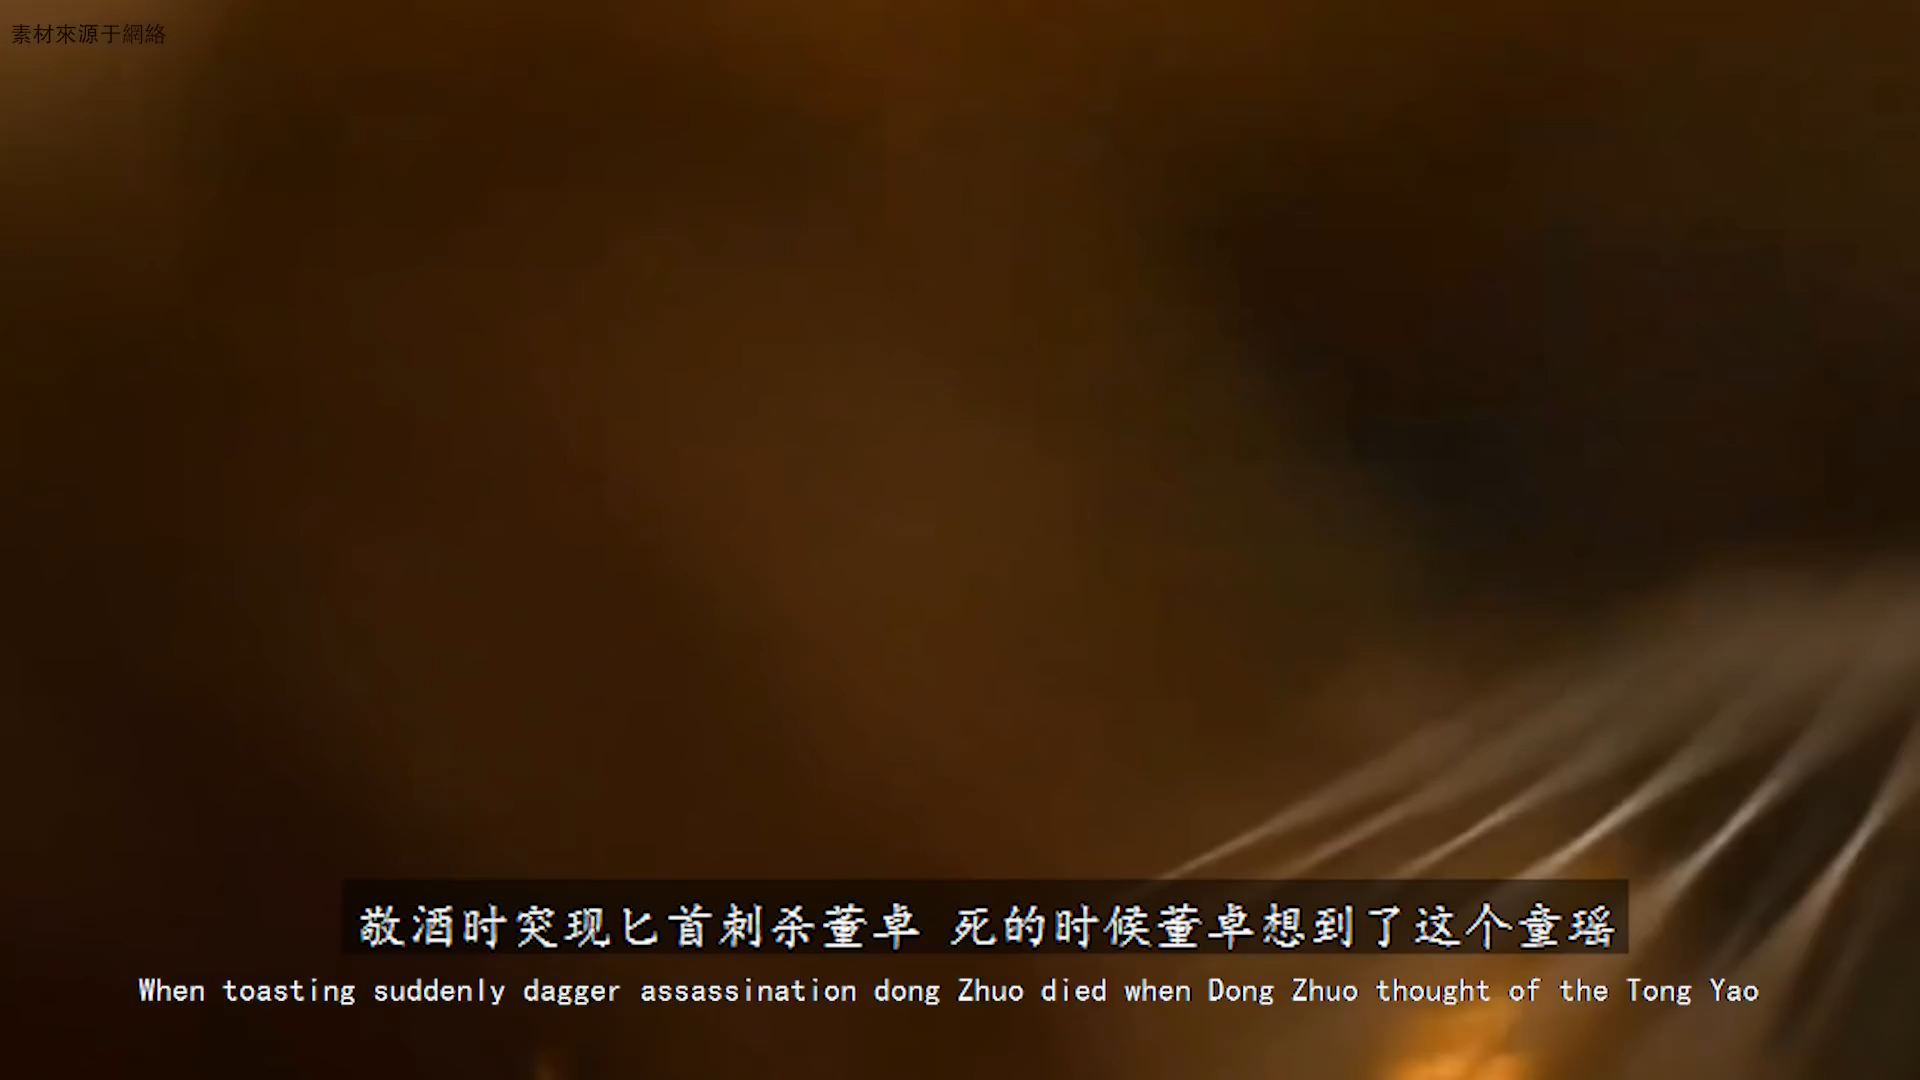 素材來源于網絡
敬酒时突现匕首刺杀董卓 死的时候董卓想到了这个童瑶
When toasting suddenly dagger assassination dong Zhuo died when Dong Zhuo thought of the Tong Yao